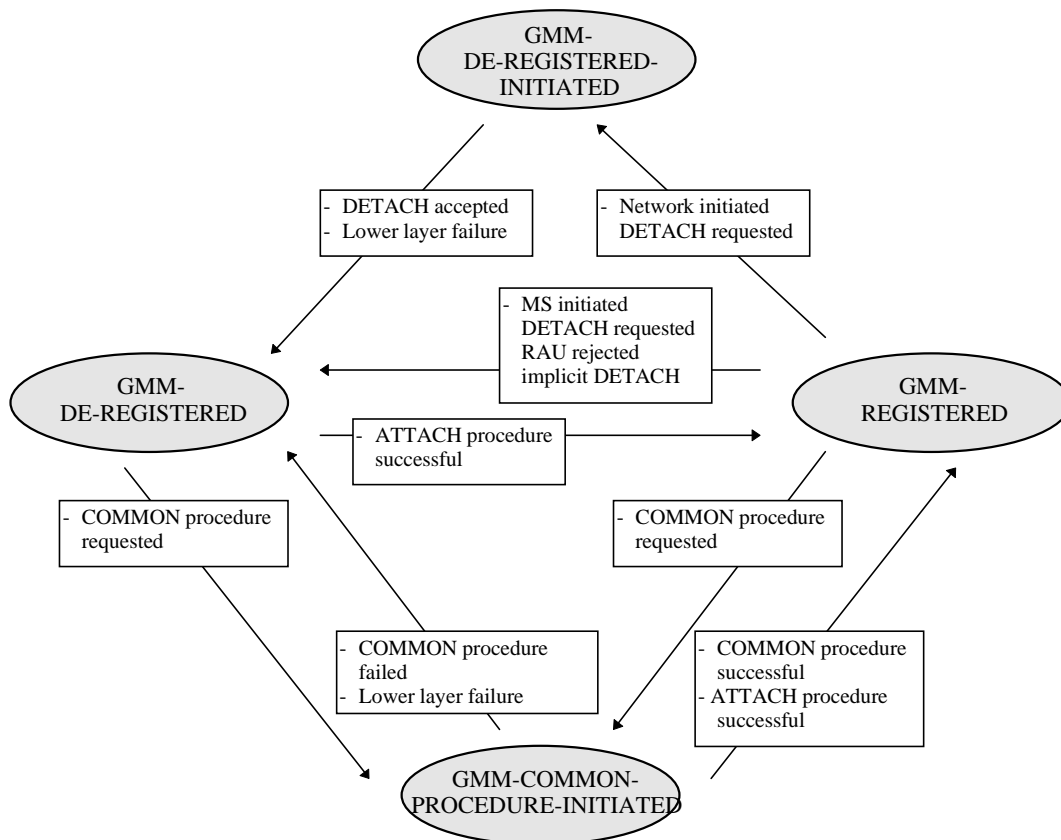 GMM-
DE-REGISTERED-
INITIATED
- DETACH accepted
- Lower layer failure
- Network initiated
DETACH requested
- MS initiated
DETACH requested
RAU rejected
implicit DETACH
GMM-
DE-REGISTERED
GMM-
REGISTERED
- ATTACH procedure
successful
- COMMON procedure
requested
- COMMON procedure
requested
- COMMON procedure
failed
- Lower layer failure
- COMMON procedure
successful
- ATTACH procedure
successful
GMM-COMMON-
PROCEDURE-INITIATED